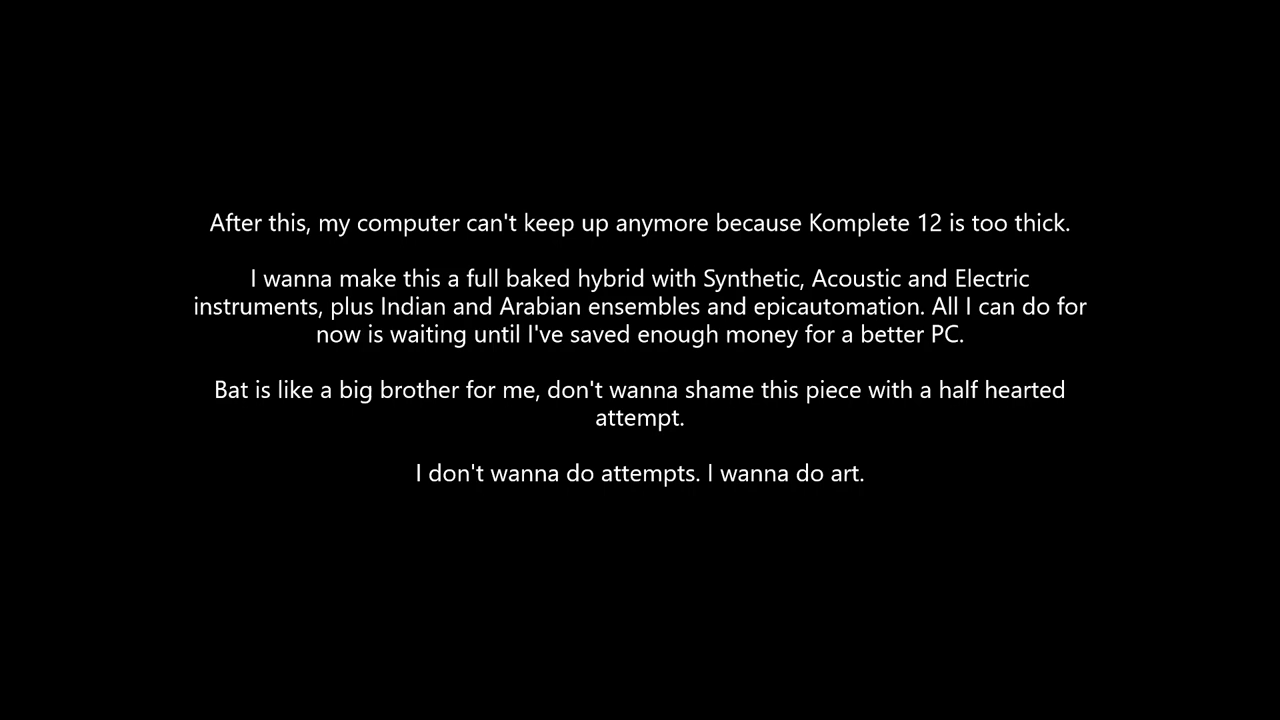 After this, my computer can't keep up anymore because Komplete 12 is too thick.
I wanna make this a full baked hybrid with Synthetic, Acoustic and Electric
instruments, plus Indian and Arabian ensembles and epicautomation. All I can do for
now is waiting until I've saved enough money for a better PC.
Bat is like a big brother for me, don't wanna shame this piece with a half hearted
attempt.
I don't wanna do attempts. I wanna do art.